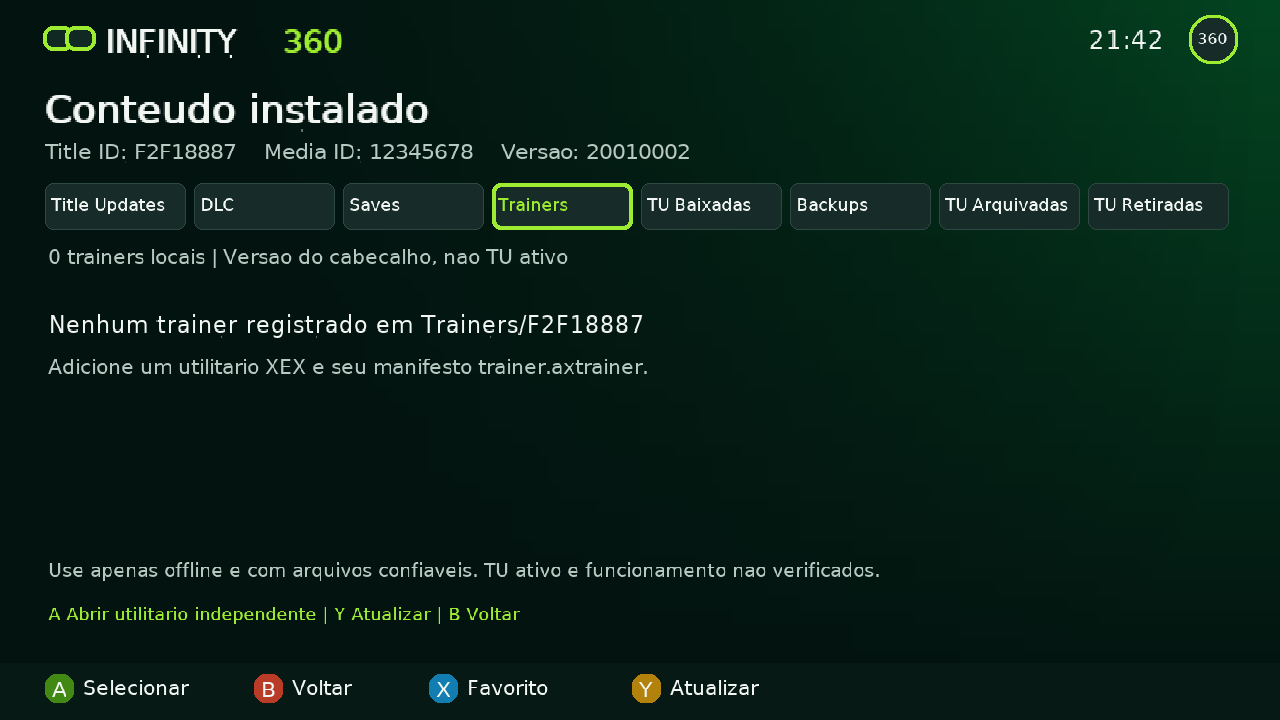 INFINITY 360 21:42 360
Conteudo instalado
Title ID: F2F18887 Media ID: 12345678 Versao: 20010002
Title Updates DLC Saves Trainers TU Baixadas Backups TU Arquivadas TU Retiradas
0 trainers locais | Versao do cabecalho, nao TU ativo
Nenhum trainer registrado em Trainers/F2F18887
Adicione um utilitario XEX e seu manifesto trainer.axtrainer.
Use apenas offline e com arquivos confiaveis. TU ativo e funcionamento nao verificados.
A Abrir utilitario independente | Y Atualizar | B Voltar
A Selecionar B Voltar X Favorito Y Atualizar